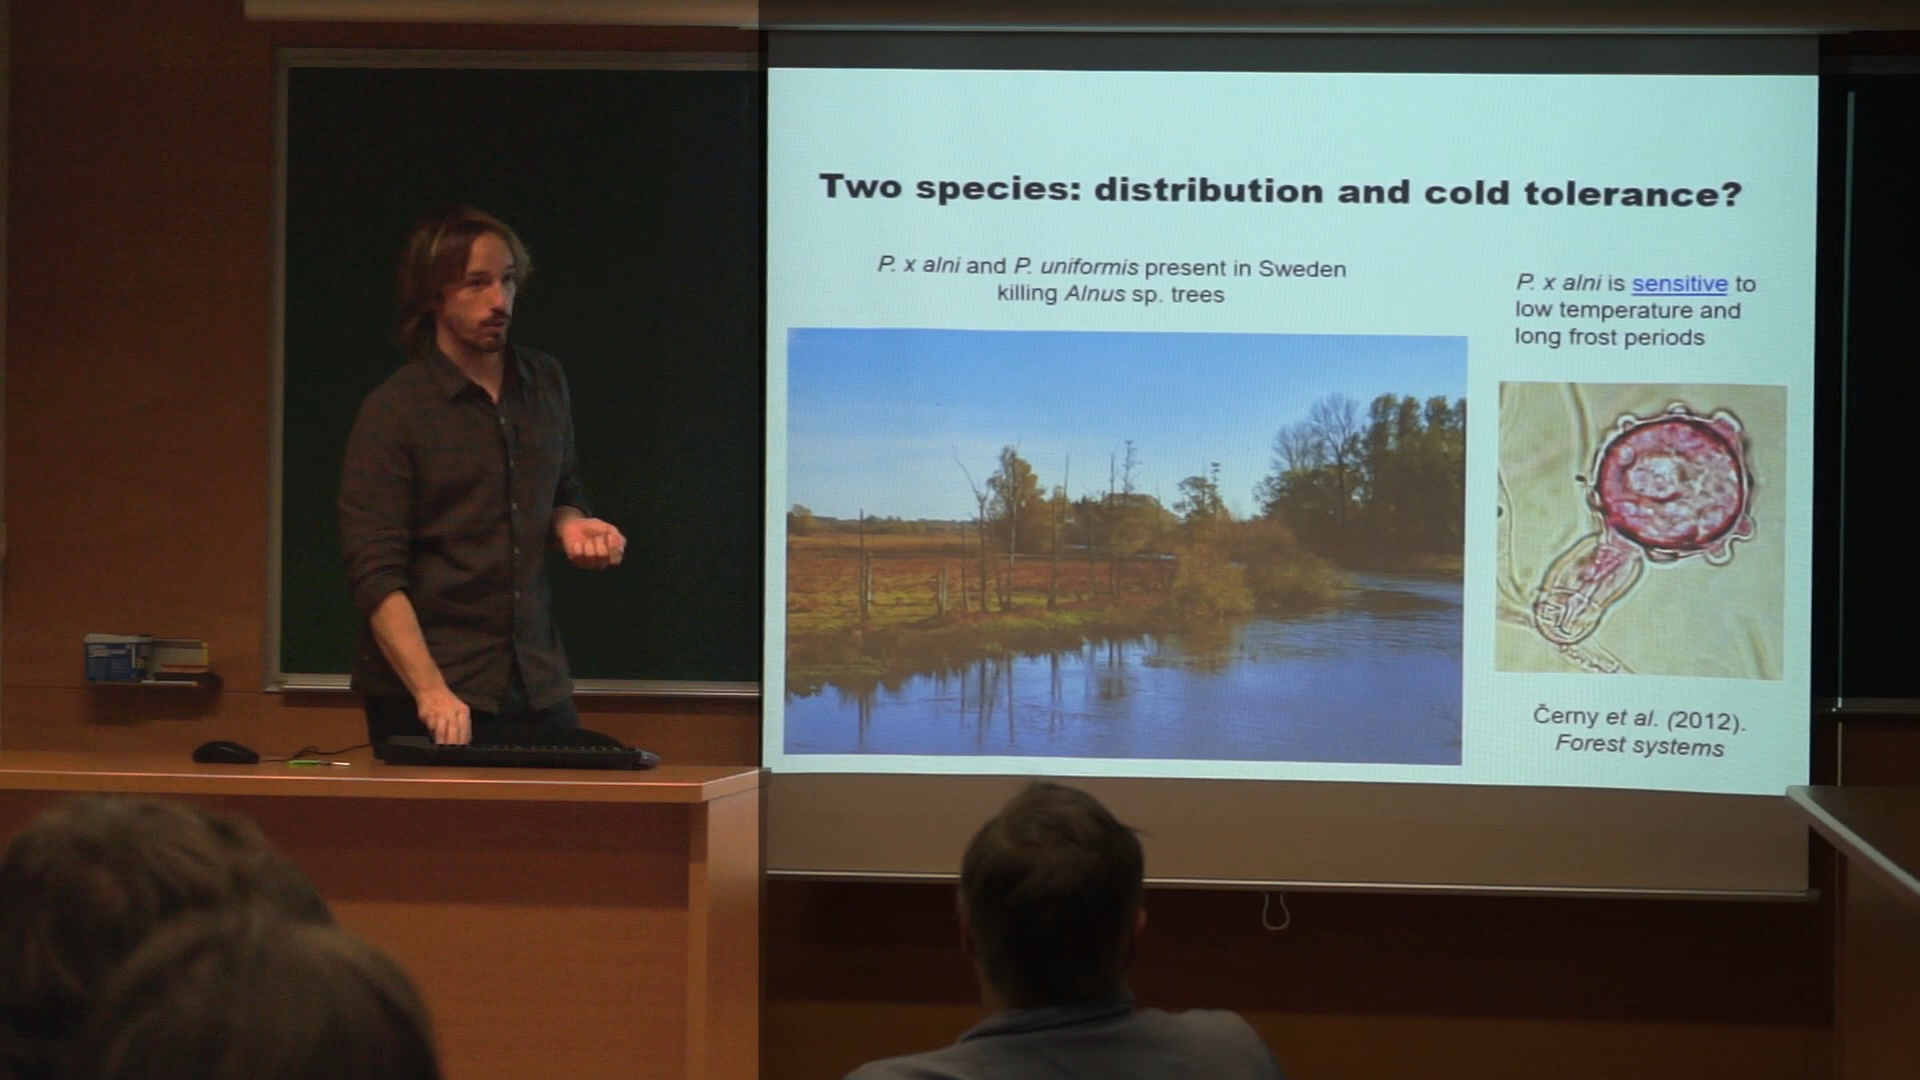 Two species: distribution and cold tolerance?
P. x alni and P. uniformis present in Sweden
killing Alnus sp. trees
P. x alni is sensitive to
low temperature and
long frost periods
Černy et al. (2012).
Forest systems